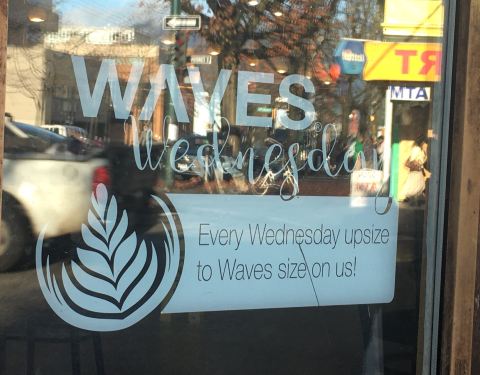 WAVES
Wednesday
Every Wednesday upsize
to Waves size on us!